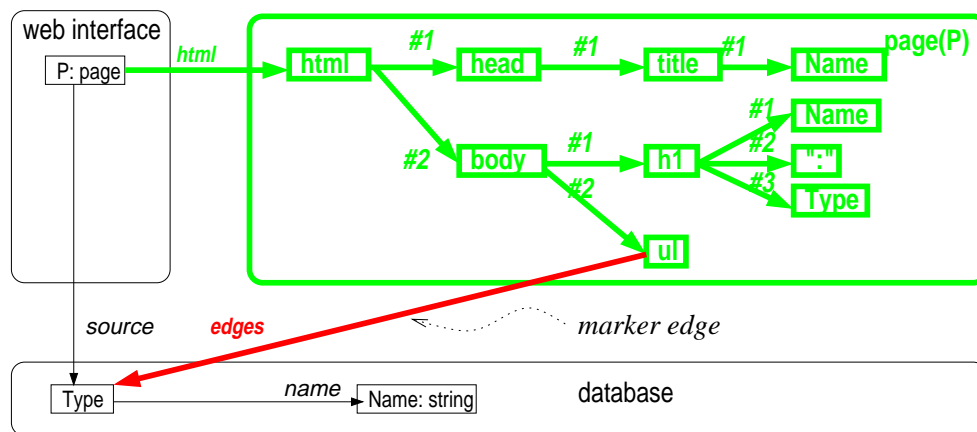 web interface
P: page
html
html
#1
head
#1
title
#1
Name
page(P)
#2
body
#1
h1
#1
Name
#2
":"
#3
Type
#2
ul
source
edges
marker edge
Type
name
Name: string
database